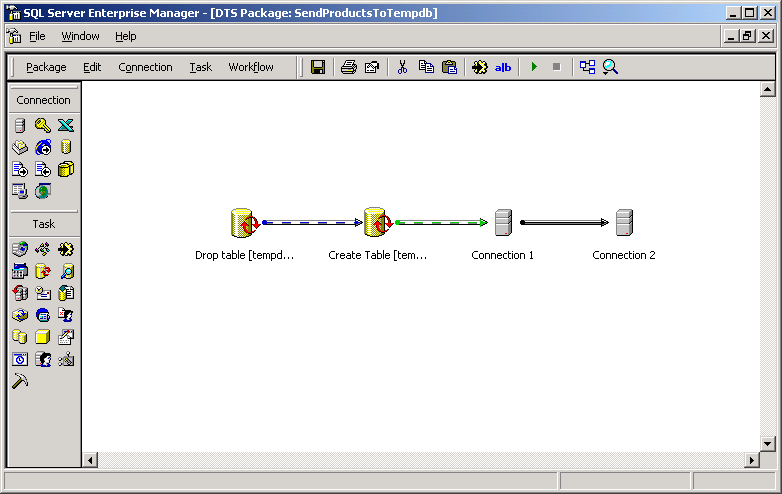 SQL Server Enterprise Manager - [DTS Package: SendProductsToTempdb]
File Window Help
Package Edit Connection Task Workflow a|b
Connection
Task
Drop table [tempd... Create Table [tem... Connection 1 Connection 2